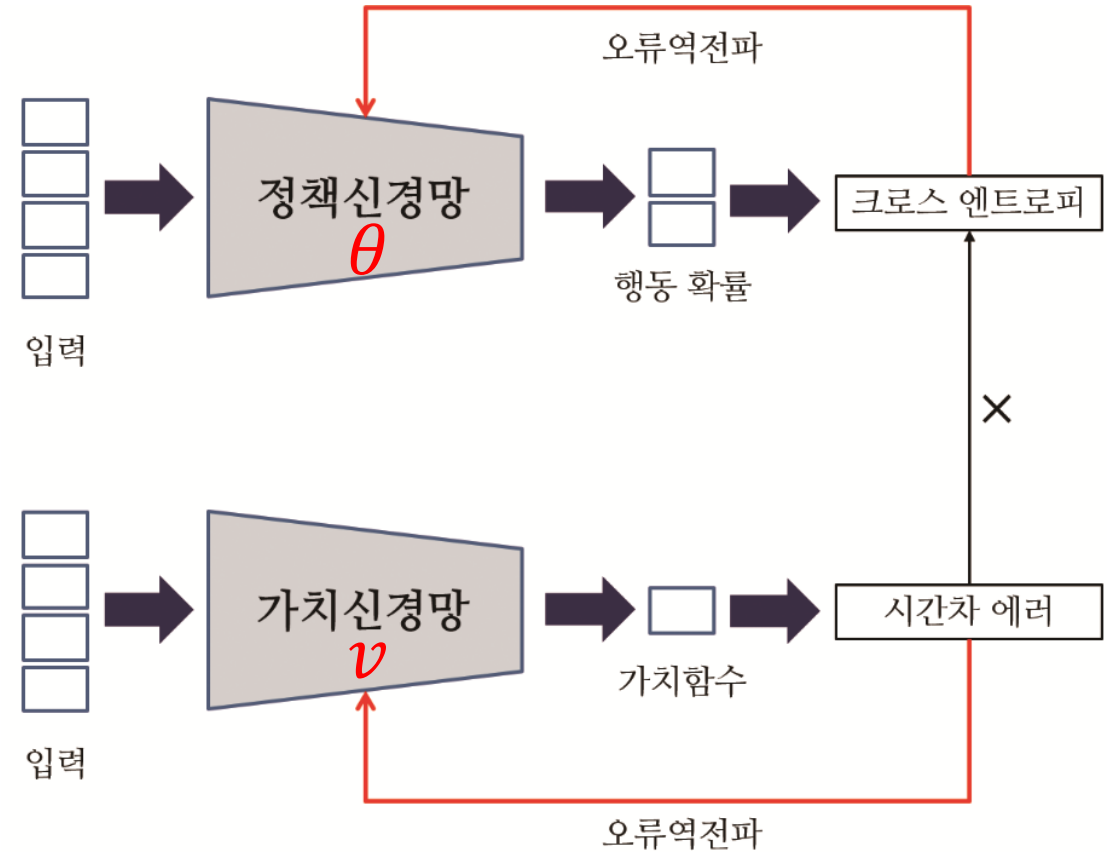 오류역전파
정책신경망
θ
크로스 엔트로피
행동 확률
입력
×
가치신경망
v
시간차 에러
가치함수
입력
오류역전파